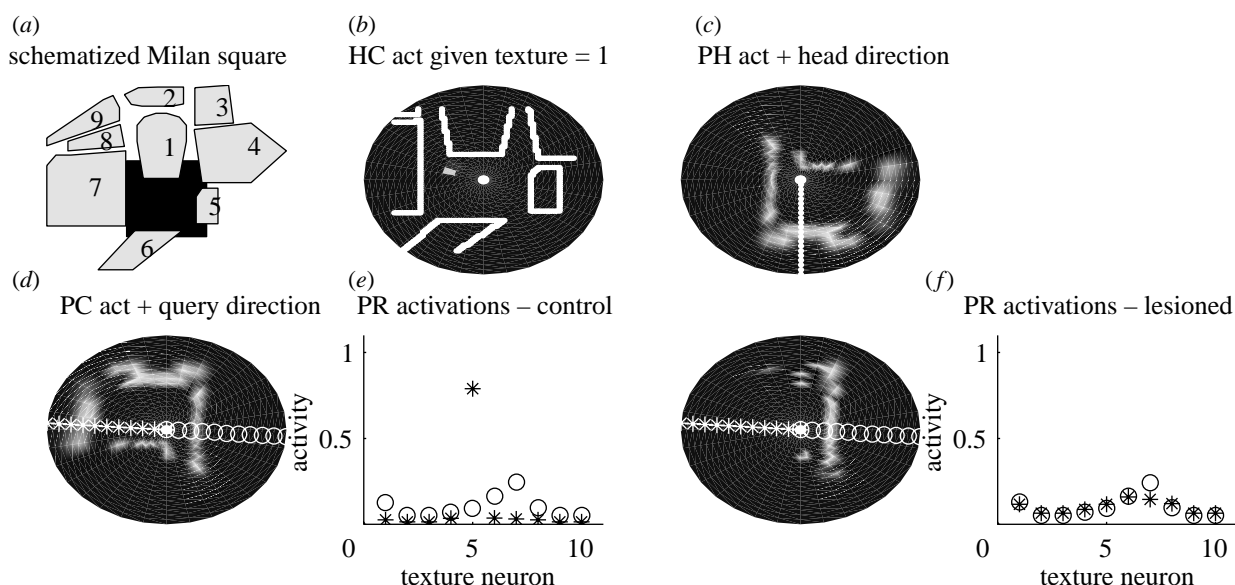 (a)
schematized Milan square
1
2
3
4
5
6
7
8
9
(b)
HC act given texture = 1
(c)
PH act + head direction
(d)
PC act + query direction
(e)
PR activations – control
1
0.5
activity
0
5
10
texture neuron
(f)
PR activations – lesioned
1
0.5
activity
0
5
10
texture neuron